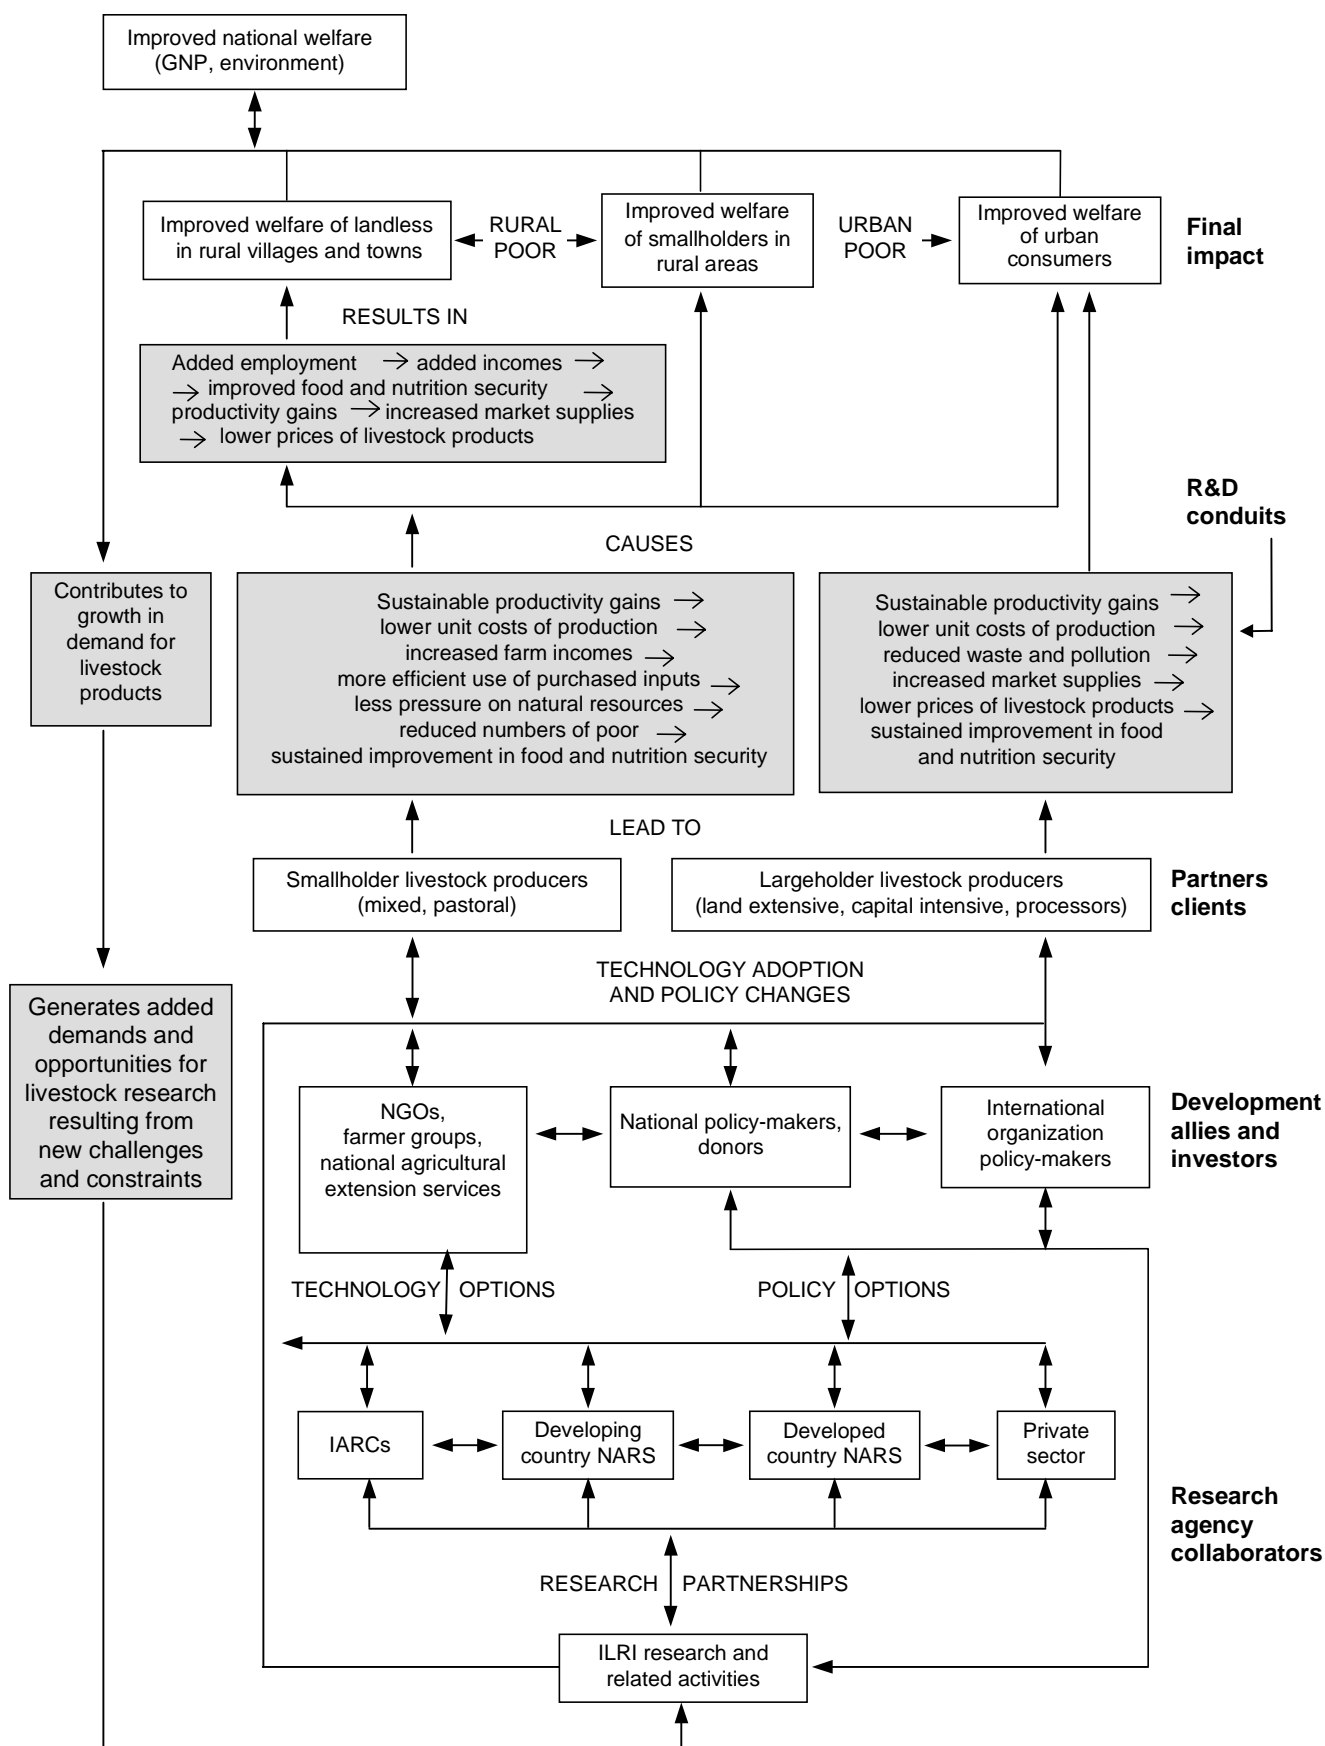 Improved national welfare
(GNP, environment)
Improved welfare of landless
in rural villages and towns
RURAL
POOR
Improved welfare
of smallholders in
rural areas
URBAN
POOR
Improved welfare
of urban
consumers
Final
impact
RESULTS IN
Added employment → added incomes →
→ improved food and nutrition security →
productivity gains → increased market supplies
→ lower prices of livestock products
R&D
conduits
CAUSES
Contributes to
growth in
demand for
livestock
products
Sustainable productivity gains →
lower unit costs of production →
increased farm incomes →
more efficient use of purchased inputs →
less pressure on natural resources →
reduced numbers of poor →
sustained improvement in food and nutrition security
Sustainable productivity gains →
lower unit costs of production →
reduced waste and pollution →
increased market supplies →
lower prices of livestock products →
sustained improvement in food
and nutrition security
LEAD TO
Smallholder livestock producers
(mixed, pastoral)
Largeholder livestock producers
(land extensive, capital intensive, processors)
Partners
clients
TECHNOLOGY ADOPTION
AND POLICY CHANGES
Generates added
demands and
opportunities for
livestock research
resulting from
new challenges
and constraints
NGOs,
farmer groups,
national agricultural
extension services
National policy-makers,
donors
International
organization
policy-makers
Development
allies and
investors
TECHNOLOGY OPTIONS
POLICY OPTIONS
IARCs
Developing
country NARS
Developed
country NARS
Private
sector
Research
agency
collaborators
RESEARCH PARTNERSHIPS
ILRI research and
related activities